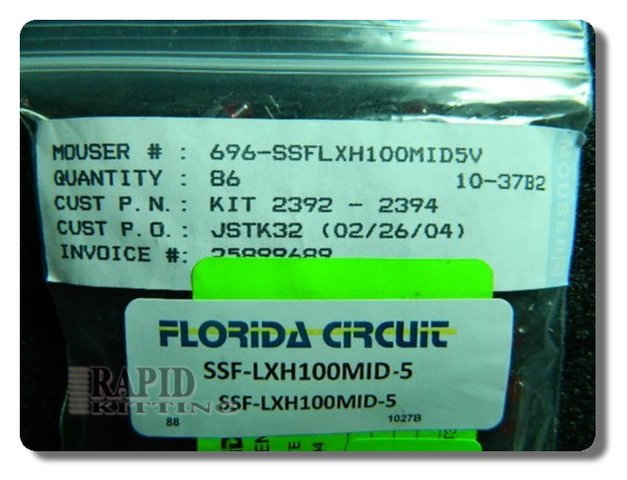 MOUSER # : 696-SSFLXH100MID5V
QUANTITY : 86 10-37B2
CUST P.N.: KIT 2392 - 2394
CUST P.O.: JSTK32 (02/26/04)
INVOICE #: 25899689
FLORIDA CIRCUIT
SSF-LXH100MID-5
SSF-LXH100MID-5
88 1027B
RAPID
KITTING